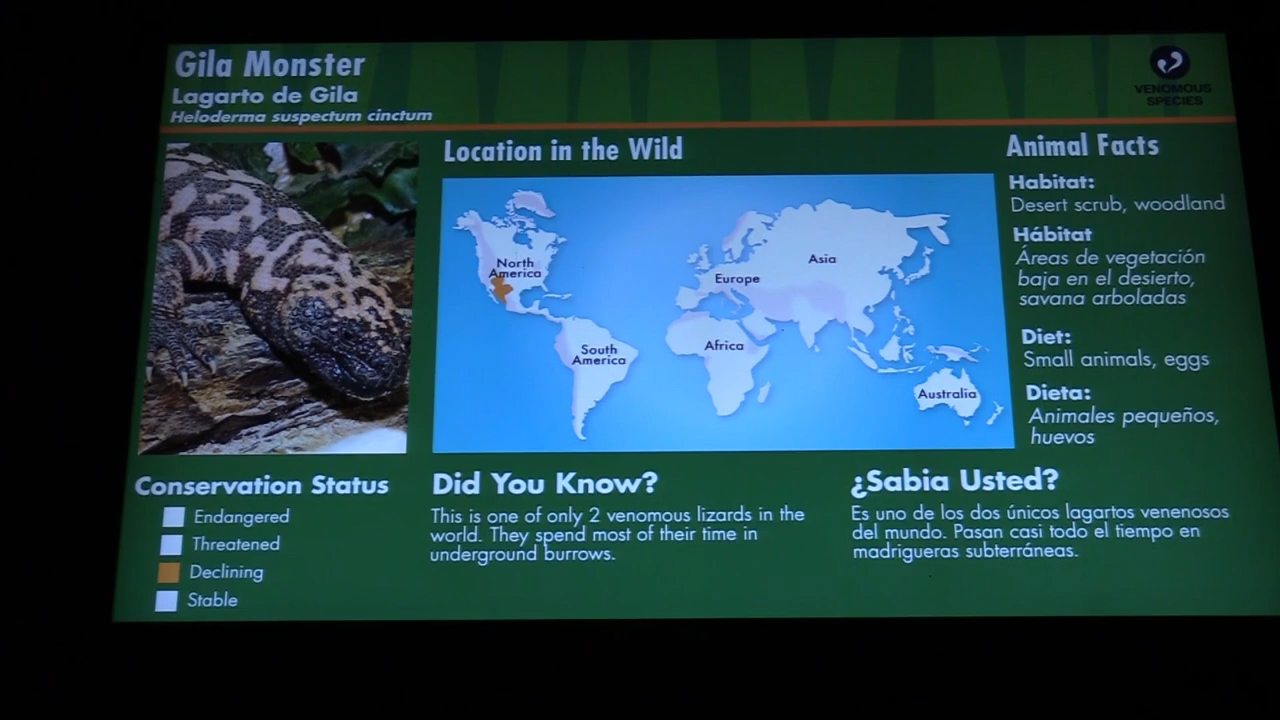 Gila Monster
Lagarto de Gila
Heloderma suspectum cinctum
VENOMOUS
SPECIES
Location in the Wild
North
America
South
America
Europe
Africa
Asia
Australia
Animal Facts
Habitat:
Desert scrub, woodland
Hábitat
Áreas de vegetación
baja en el desierto,
savana arboladas
Diet:
Small animals, eggs
Dieta:
Animales pequeños,
huevos
Conservation Status
Endangered
Threatened
Declining
Stable
Did You Know?
This is one of only 2 venomous lizards in the
world. They spend most of their time in
underground burrows.
¿Sabia Usted?
Es uno de los dos únicos lagartos venenosos
del mundo. Pasan casi todo el tiempo en
madrigueras subterráneas.